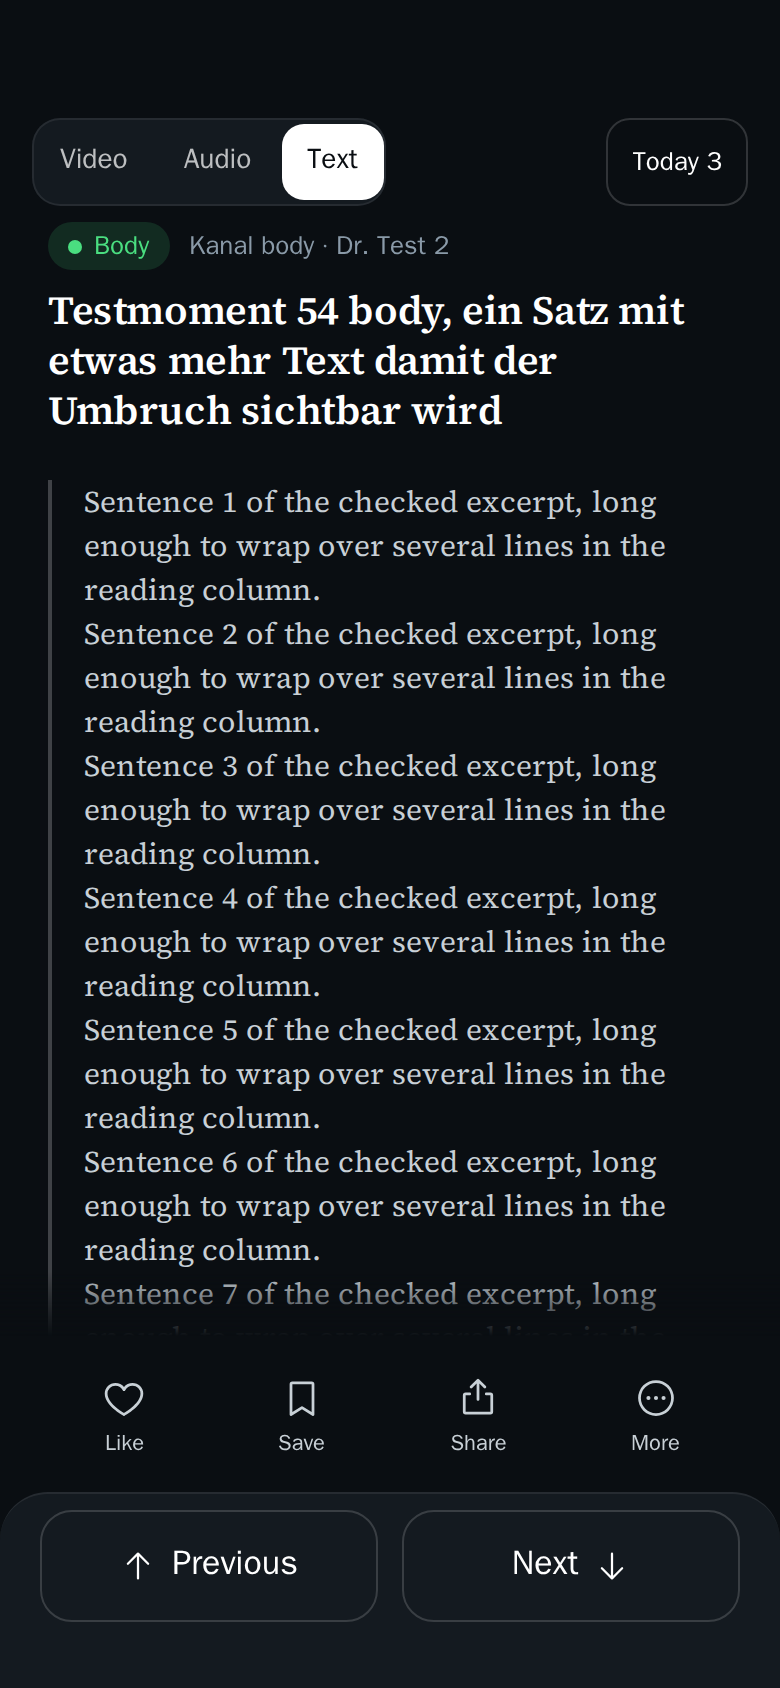 Video Audio Text Today 3
Body Kanal body · Dr. Test 2
Testmoment 54 body, ein Satz mit
etwas mehr Text damit der
Umbruch sichtbar wird
Sentence 1 of the checked excerpt, long
enough to wrap over several lines in the
reading column.
Sentence 2 of the checked excerpt, long
enough to wrap over several lines in the
reading column.
Sentence 3 of the checked excerpt, long
enough to wrap over several lines in the
reading column.
Sentence 4 of the checked excerpt, long
enough to wrap over several lines in the
reading column.
Sentence 5 of the checked excerpt, long
enough to wrap over several lines in the
reading column.
Sentence 6 of the checked excerpt, long
enough to wrap over several lines in the
reading column.
Sentence 7 of the checked excerpt, long
Like Save Share More
Previous Next